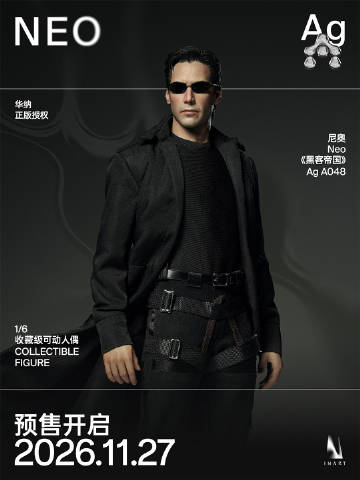 NEO
Ag
华纳
正版授权
尼奥
Neo
《黑客帝国》
Ag A048
1/6
收藏级可动人偶
COLLECTIBLE
FIGURE
预售开启
2026.11.27
INART